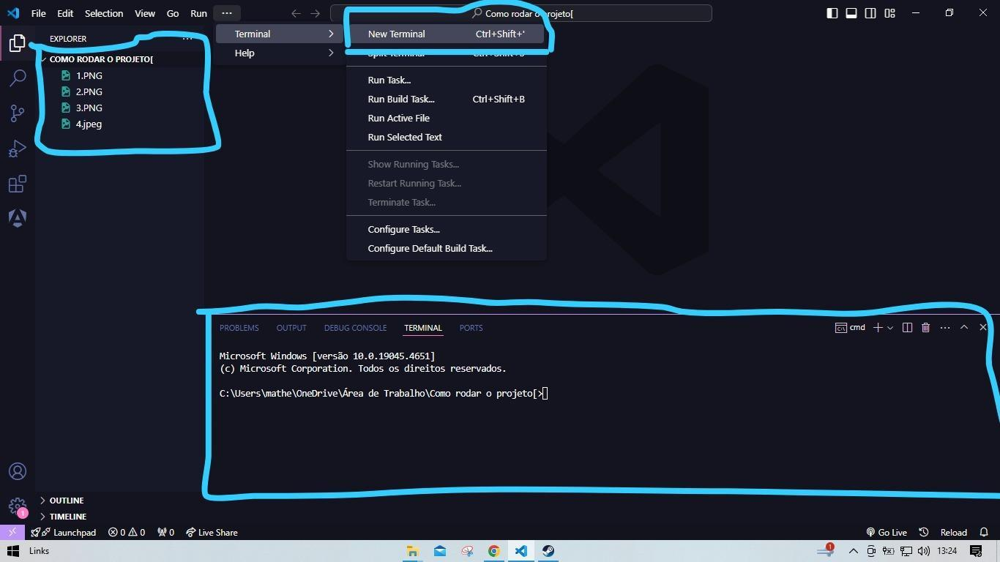 File Edit Selection View Go Run ··· Como rodar o projeto[
EXPLORER ···
COMO RODAR O PROJETO[
1.PNG
2.PNG
3.PNG
4.jpeg
OUTLINE
TIMELINE
Terminal
Help
New Terminal Ctrl+Shift+'
Split Terminal
Run Task...
Run Build Task... Ctrl+Shift+B
Run Active File
Run Selected Text
Show Running Tasks...
Restart Running Task...
Terminate Task...
Configure Tasks...
Configure Default Build Task...
PROBLEMS OUTPUT DEBUG CONSOLE TERMINAL PORTS cmd
Microsoft Windows [versão 10.0.19045.4651]
(c) Microsoft Corporation. Todos os direitos reservados.
C:\Users\mathe\OneDrive\Área de Trabalho\Como rodar o projeto[>
1
Launchpad 0 0 0 Live Share Go Live Reload
Links 1 13:24